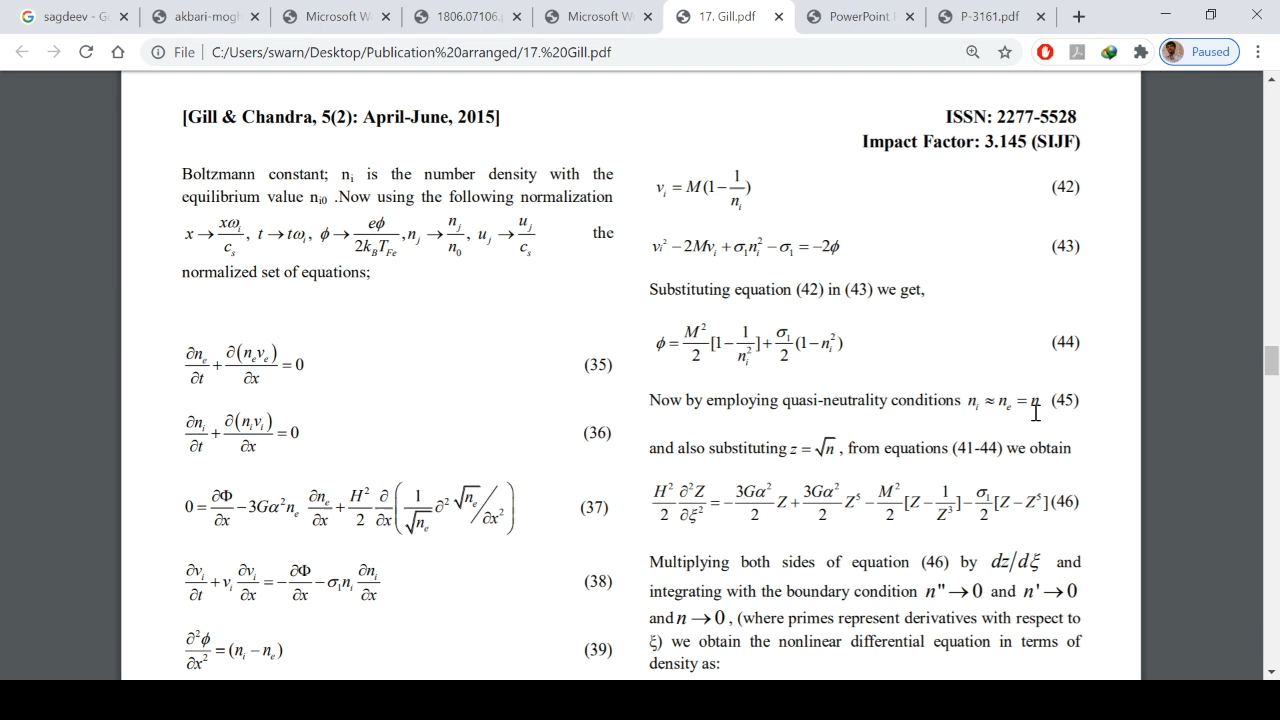 sagdeev - Go
akbari-mogh
Microsoft W
1806.07106.p
Microsoft W
17. Gill.pdf
PowerPoint P
P-3161.pdf
File
C:/Users/swarn/Desktop/Publication%20arranged/17.%20Gill.pdf
Paused
[Gill & Chandra, 5(2): April-June, 2015]
ISSN: 2277-5528
Impact Factor: 3.145 (SIJF)
Boltzmann constant; nᵢ is the number density with the
equilibrium value nᵢ₀ .Now using the following normalization
x → xωᵢ/cₛ, t → tωᵢ, ϕ → eϕ/2k_BT_Fe, nⱼ → nⱼ/n₀, uⱼ → uⱼ/cₛ the
normalized set of equations;
∂nₑ/∂t + ∂(nₑvₑ)/∂x = 0 (35)
∂nᵢ/∂t + ∂(nᵢvᵢ)/∂x = 0 (36)
0 = ∂Φ/∂x − 3Gα²nₑ ∂nₑ/∂x + H²/2 ∂/∂x (1/√nₑ ∂²√nₑ/∂x²) (37)
∂vᵢ/∂t + vᵢ ∂vᵢ/∂x = −∂Φ/∂x − σ₁nᵢ ∂nᵢ/∂x (38)
∂²ϕ/∂x² = (nᵢ − nₑ) (39)
vᵢ = M(1 − 1/nᵢ) (42)
vᵢ² − 2Mvᵢ + σ₁nᵢ² − σ₁ = −2ϕ (43)
Substituting equation (42) in (43) we get,
ϕ = M²/2 [1 − 1/nᵢ²] + σ₁/2 (1 − nᵢ²) (44)
Now by employing quasi-neutrality conditions nᵢ ≈ nₑ = n (45)
and also substituting z = √n , from equations (41-44) we obtain
H²/2 ∂²Z/∂ξ² = −3Gα²/2 Z + 3Gα²/2 Z⁵ − M²/2 [Z − 1/Z³] − σ₁/2 [Z − Z⁵] (46)
Multiplying both sides of equation (46) by dz/dξ and
integrating with the boundary condition n" → 0 and n' → 0
and n → 0 , (where primes represent derivatives with respect to
ξ) we obtain the nonlinear differential equation in terms of
density as: